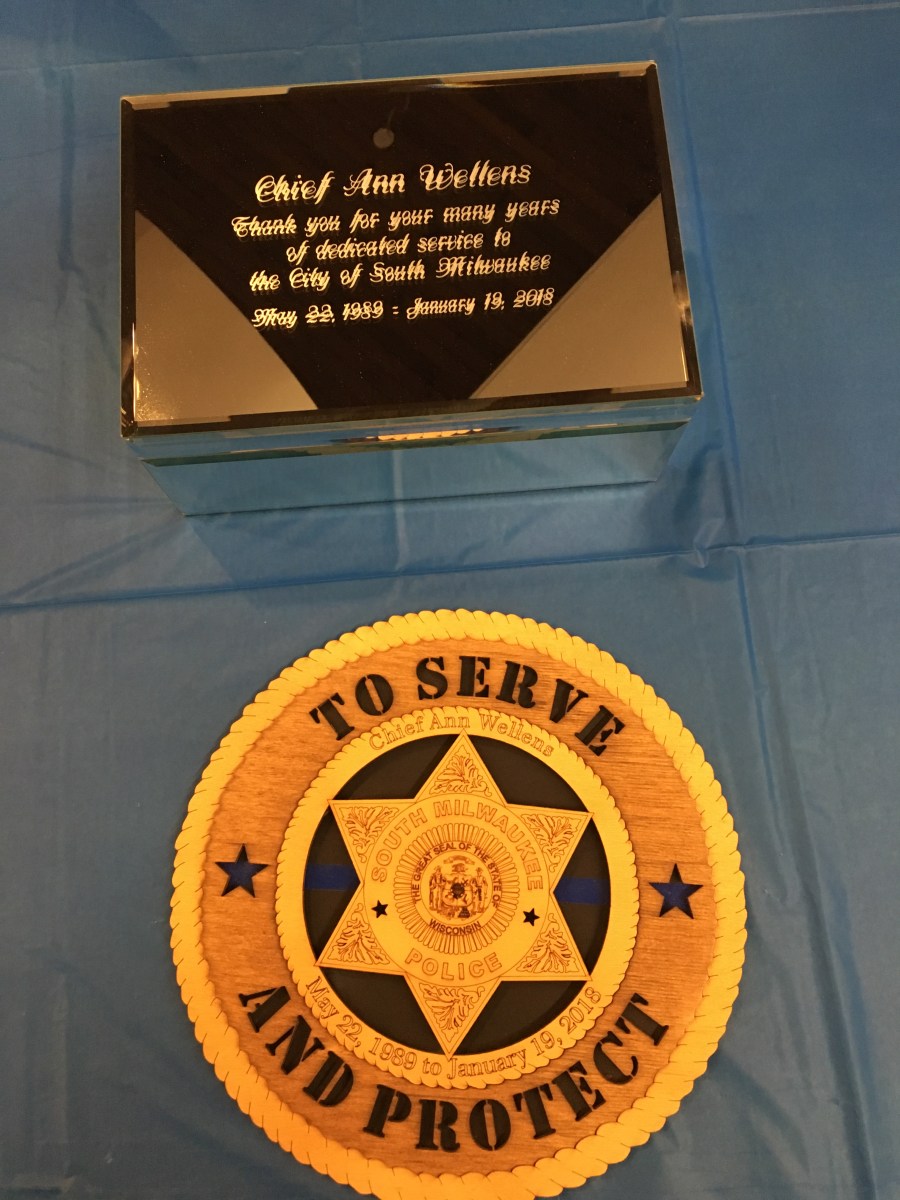 Chief Ann Wellens
Thank you for your many years
of dedicated service to
the City of South Milwaukee
May 22, 1989 - January 19, 2018
TO SERVE
Chief Ann Wellens
SOUTH MILWAUKEE
THE GREAT SEAL OF THE STATE OF
WISCONSIN
POLICE
May 22, 1989 to January 19, 2018
AND PROTECT